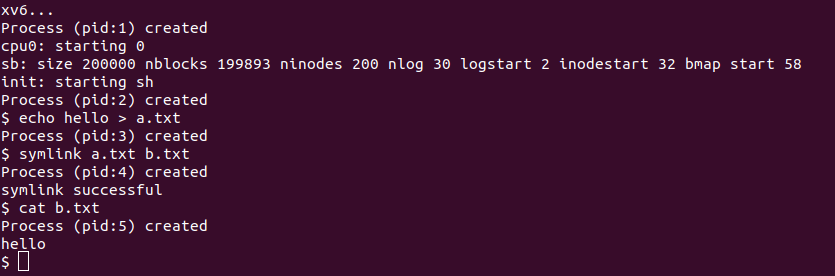 xv6...
Process (pid:1) created
cpu0: starting 0
sb: size 200000 nblocks 199893 ninodes 200 nlog 30 logstart 2 inodestart 32 bmap start 58
init: starting sh
Process (pid:2) created
$ echo hello > a.txt
Process (pid:3) created
$ symlink a.txt b.txt
Process (pid:4) created
symlink successful
$ cat b.txt
Process (pid:5) created
hello
$